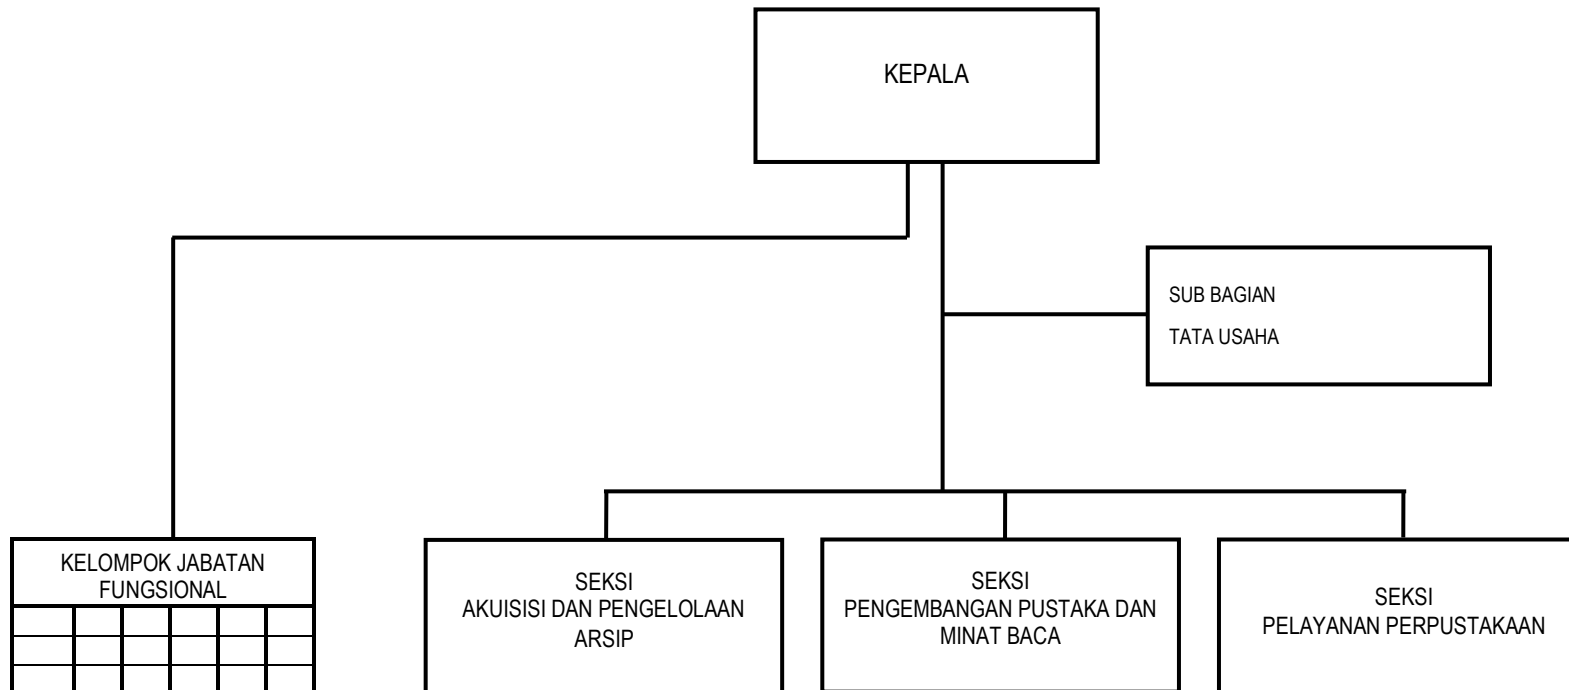 KEPALA
SUB BAGIAN
TATA USAHA
KELOMPOK JABATAN
FUNGSIONAL
SEKSI
AKUISISI DAN PENGELOLAAN
ARSIP
SEKSI
PENGEMBANGAN PUSTAKA DAN
MINAT BACA
SEKSI
PELAYANAN PERPUSTAKAAN